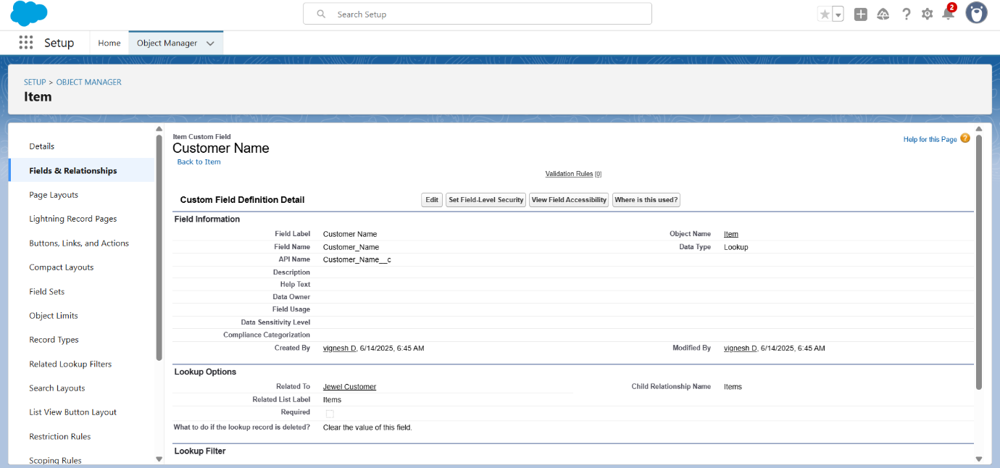 Search Setup
2
Setup
Home
Object Manager
SETUP > OBJECT MANAGER
Item
Details
Fields & Relationships
Page Layouts
Lightning Record Pages
Buttons, Links, and Actions
Compact Layouts
Field Sets
Object Limits
Record Types
Related Lookup Filters
Search Layouts
List View Button Layout
Restriction Rules
Scoping Rules
Item Custom Field
Customer Name
Back to Item
Help for this Page ?
Validation Rules [0]
Custom Field Definition Detail
Edit
Set Field-Level Security
View Field Accessibility
Where is this used?
Field Information
Field Label Customer Name Object Name Item
Field Name Customer_Name Data Type Lookup
API Name Customer_Name__c
Description
Help Text
Data Owner
Field Usage
Data Sensitivity Level
Compliance Categorization
Created By vignesh D, 6/14/2025, 6:45 AM Modified By vignesh D, 6/14/2025, 6:45 AM
Lookup Options
Related To Jewel Customer Child Relationship Name Items
Related List Label Items
Required
What to do if the lookup record is deleted? Clear the value of this field.
Lookup Filter